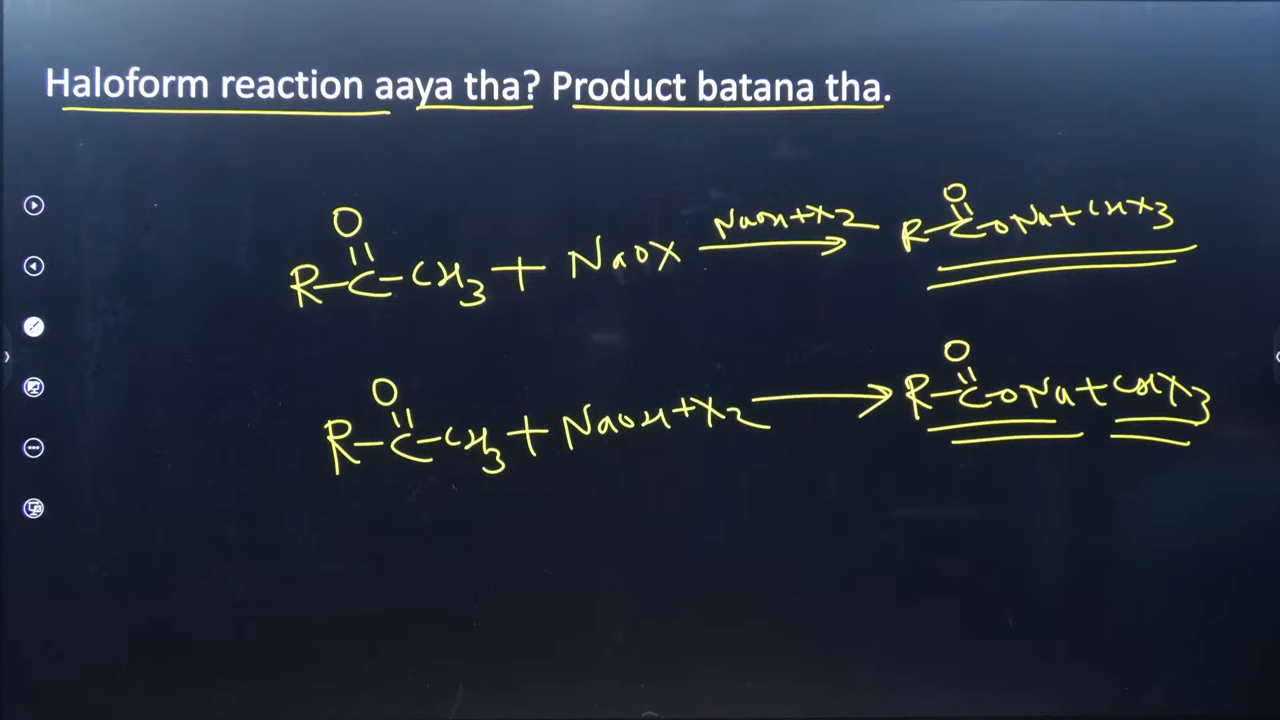 Haloform reaction aaya tha? Product batana tha.
O O
R-C-CH3 + NaOX NaOH+X2 R-C-ONa+CHX3
O O
R-C-CH3 + NaOH+X2 R-C-ONa+CHX3